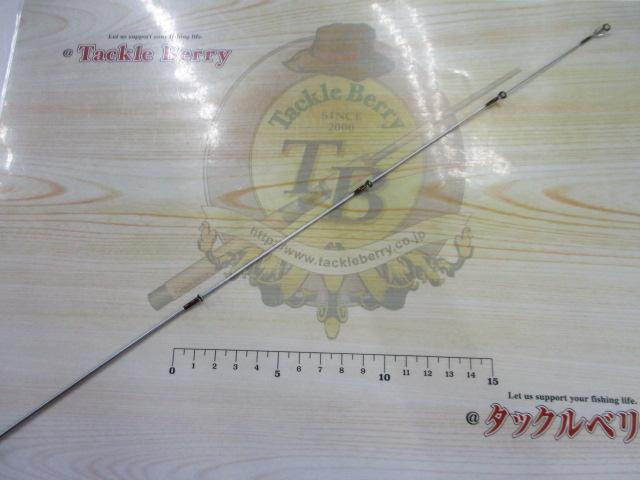 Let us support your fishing life.
@ Tackle Berry
Tackle Berry
SINCE
2000
TB
http://www.tackleberry.co.jp
0 1 2 3 4 5 6 7 8 9 10 11 12 13 14 15
Let us support your fishing life.
@ タックルベリ